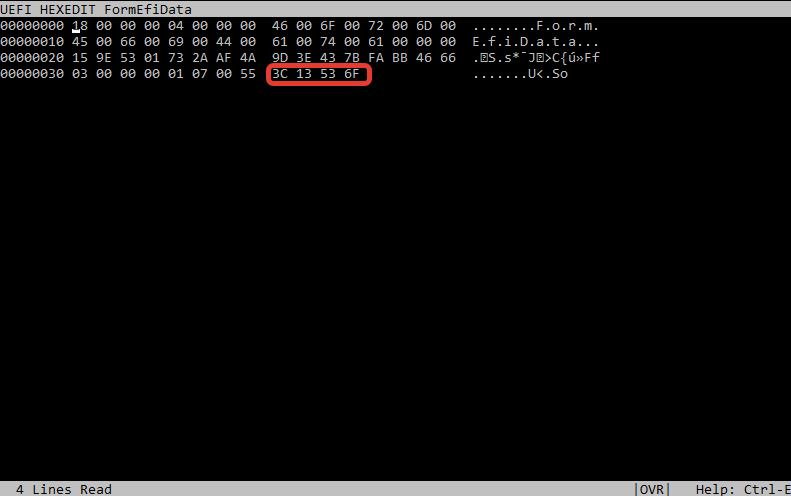 UEFI HEXEDIT FormEfiData
00000000 18 00 00 00 04 00 00 00  46 00 6F 00 72 00 6D 00  ........F.o.r.m.
00000010 45 00 66 00 69 00 44 00  61 00 74 00 61 00 00 00  E.f.i.D.a.t.a...
00000020 15 9E 53 01 73 2A AF 4A  9D 3E 43 7B FA BB 46 66  .S.s*¯J>C{ú»Ff
00000030 03 00 00 00 01 07 00 55  3C 13 53 6F              .......U<.So
4 Lines Read |OVR| Help: Ctrl-E